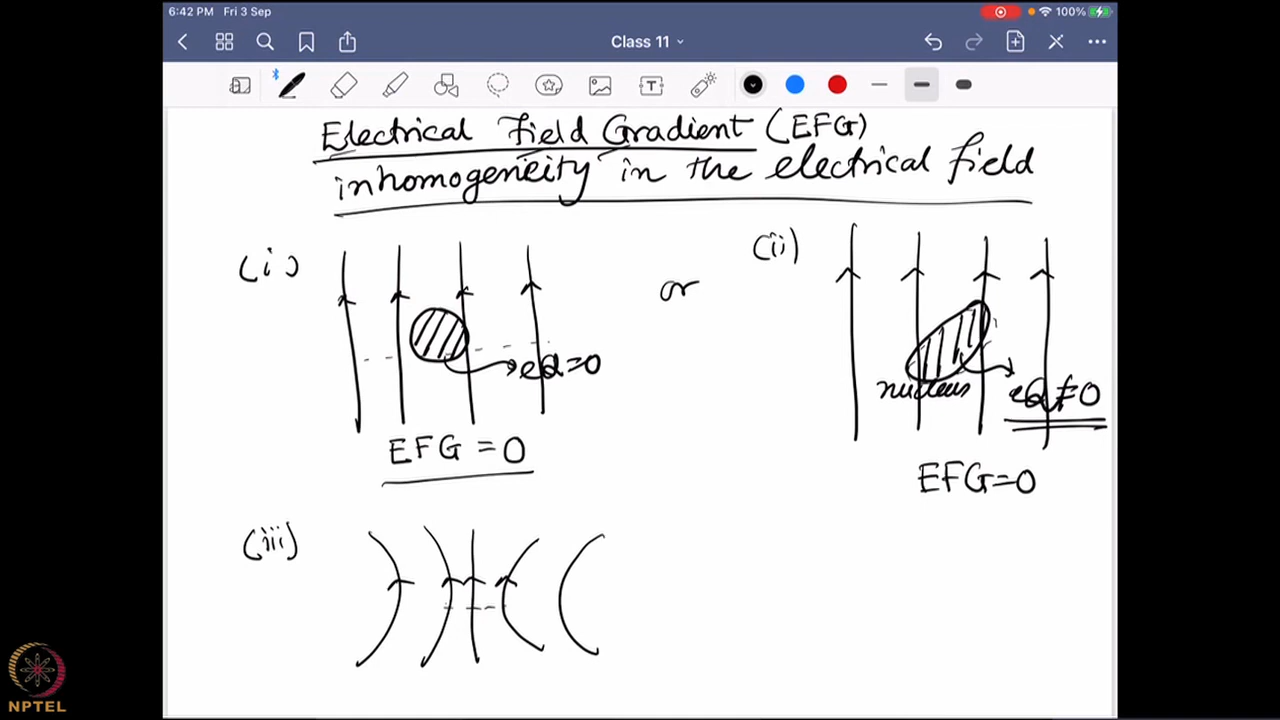 6:42 PM Fri 3 Sep
100%
Class 11
T
Electrical Field Gradient (EFG)
inhomogeneity in the electrical field
(i)
or
(ii)
eQ=0
nucleus
eQ≠0
EFG = 0
EFG=0
(iii)
NPTEL